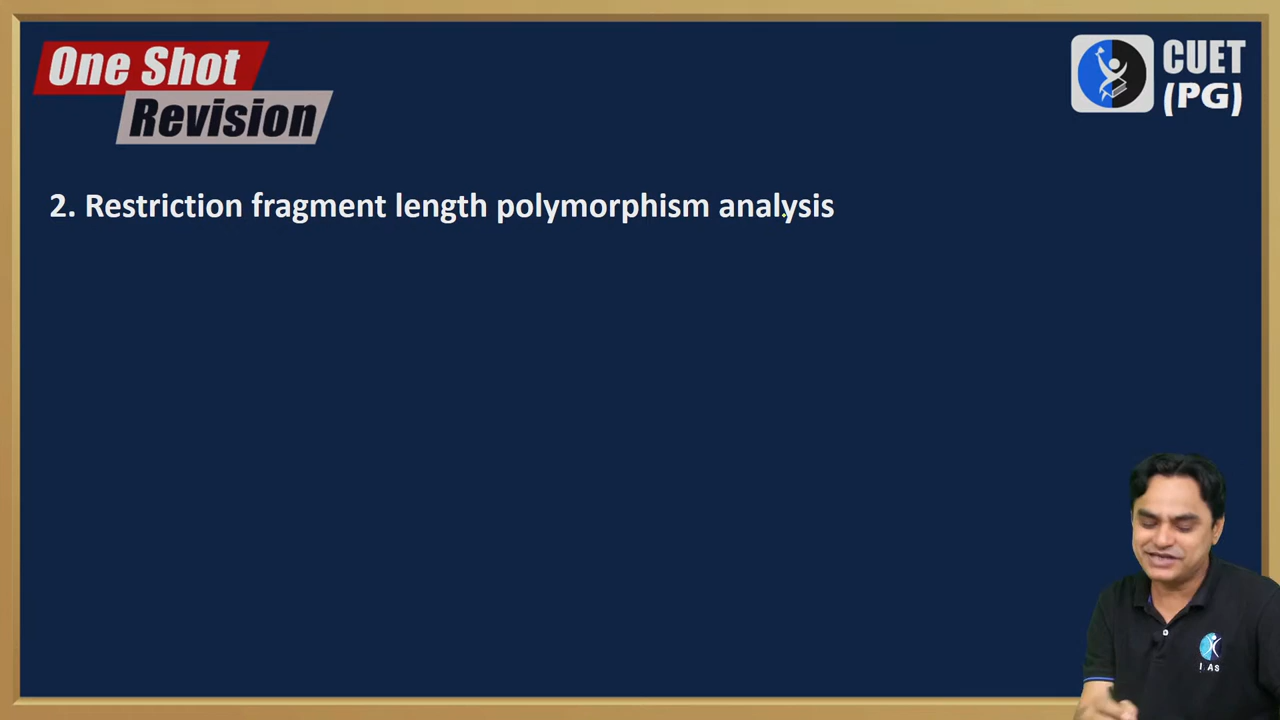 One Shot
Revision
CUET
(PG)
2. Restriction fragment length polymorphism analysis